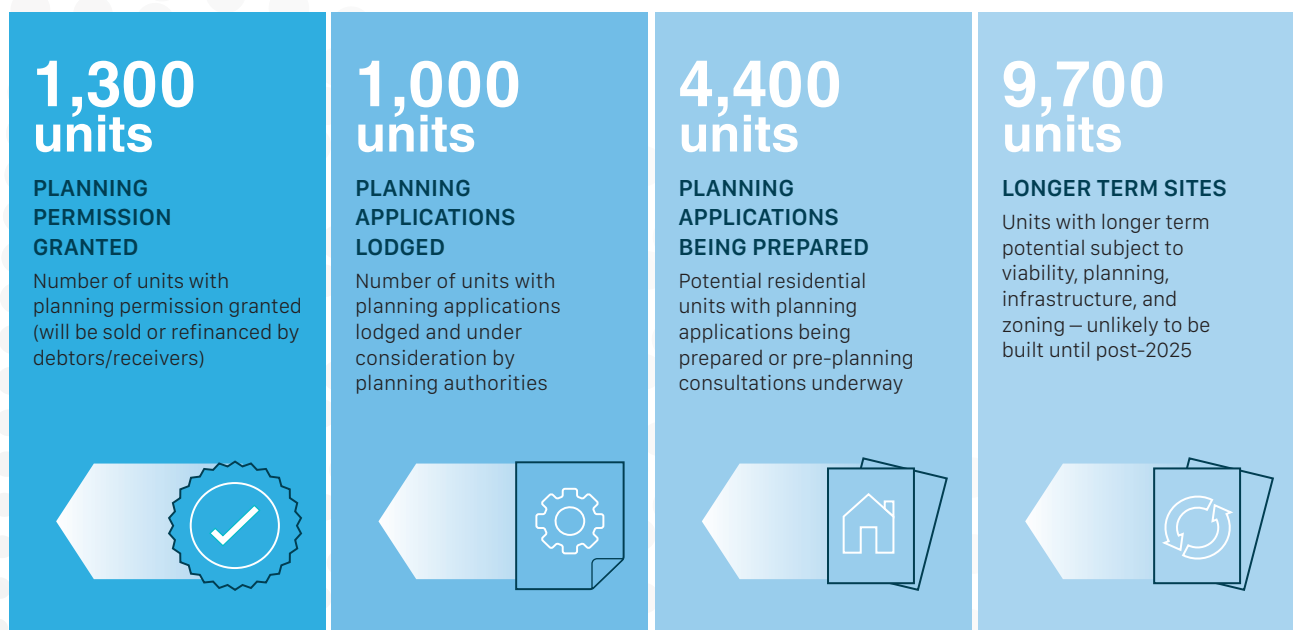 1,300
units
PLANNING
PERMISSION
GRANTED
Number of units with
planning permission granted
(will be sold or refinanced by
debtors/receivers)
1,000
units
PLANNING
APPLICATIONS
LODGED
Number of units with
planning applications
lodged and under
consideration by
planning authorities
4,400
units
PLANNING
APPLICATIONS
BEING PREPARED
Potential residential
units with planning
applications being
prepared or pre-planning
consultations underway
9,700
units
LONGER TERM SITES
Units with longer term
potential subject to
viability, planning,
infrastructure, and
zoning – unlikely to be
built until post-2025